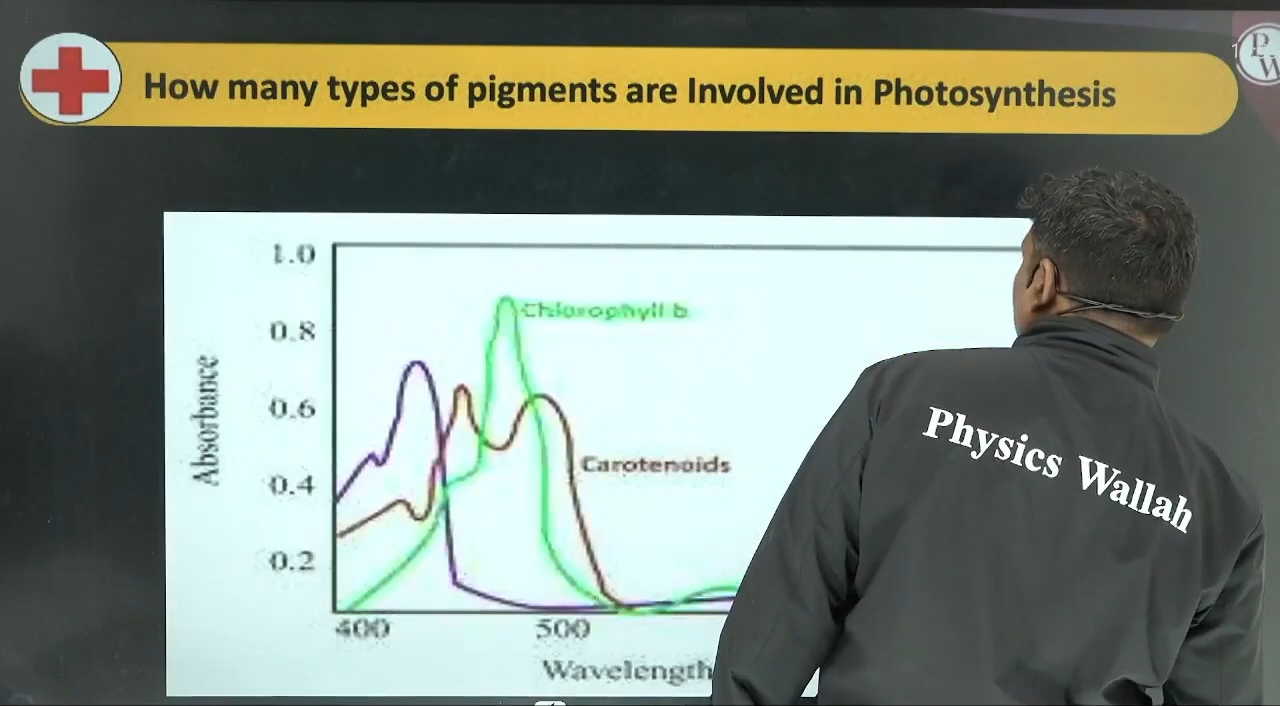 How many types of pigments are Involved in Photosynthesis
PW
1.0
Chlorophyll b
0.8
Absorbance
0.6
Physics Wallah
Carotenoids
0.4
0.2
400
500
Wavelength